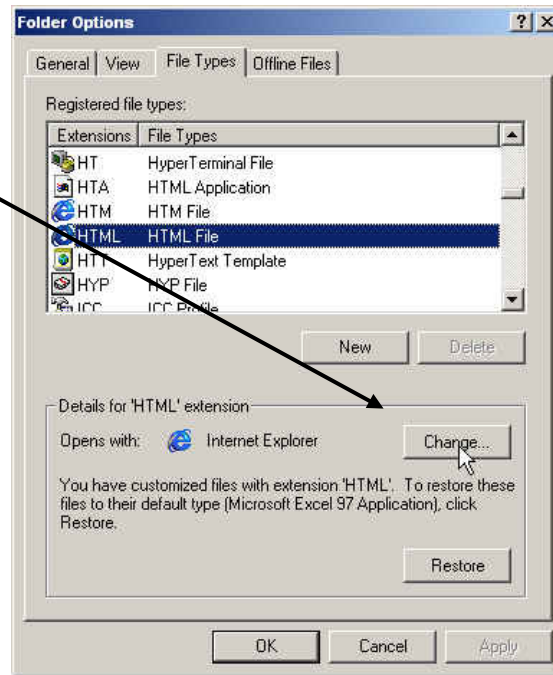 Folder Options
General View File Types Offline Files
Registered file types:
Extensions File Types
HT HyperTerminal File
HTA HTML Application
HTM HTM File
HTML HTML File
HTT HyperText Template
HYP HYP File
ICC ICC Profile
New Delete
Details for 'HTML' extension
Opens with: Internet Explorer Change...
You have customized files with extension 'HTML'. To restore these
files to their default type (Microsoft Excel 97 Application), click
Restore.
Restore
OK Cancel Apply